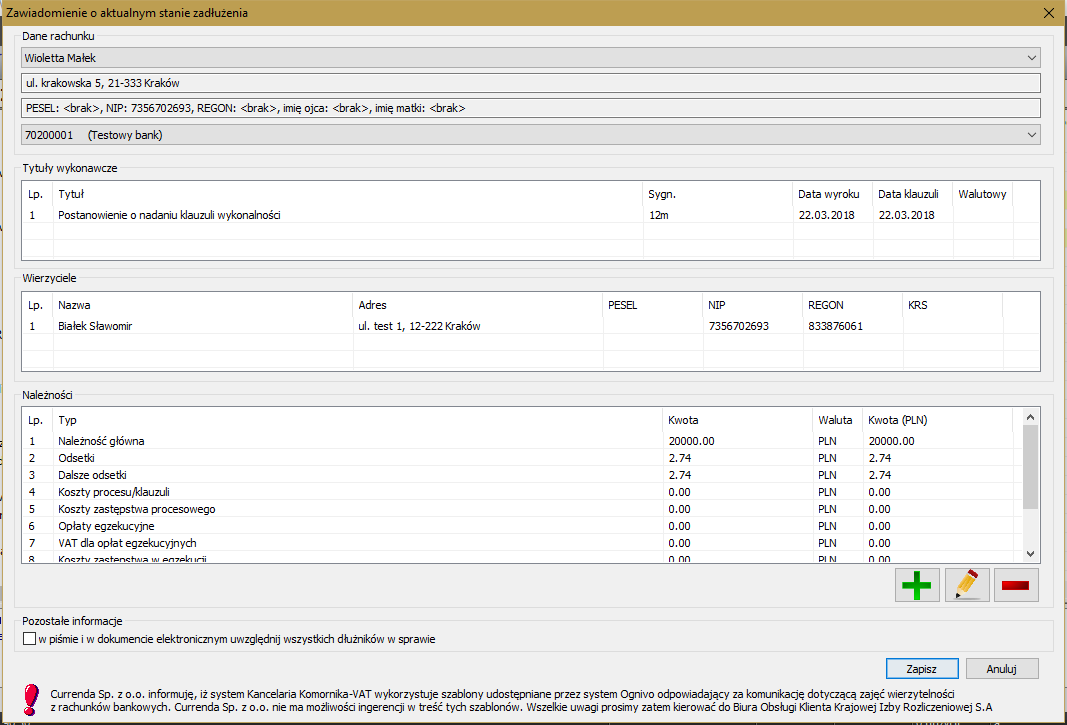 Zawiadomienie o aktualnym stanie zadłużenia
Dane rachunku
Wioletta Małek
ul. krakowska 5, 21-333 Kraków
PESEL: <brak>, NIP: 7356702693, REGON: <brak>, imię ojca: <brak>, imię matki: <brak>
70200001 (Testowy bank)
Tytuły wykonawcze
Lp. Tytuł Sygn. Data wyroku Data klauzuli Walutowy
1 Postanowienie o nadaniu klauzuli wykonalności 12m 22.03.2018 22.03.2018
Wierzyciele
Lp. Nazwa Adres PESEL NIP REGON KRS
1 Białek Sławomir ul. test 1, 12-222 Kraków 7356702693 833876061
Należności
Lp. Typ Kwota Waluta Kwota (PLN)
1 Należność główna 20000.00 PLN 20000.00
2 Odsetki 2.74 PLN 2.74
3 Dalsze odsetki 2.74 PLN 2.74
4 Koszty procesu/klauzuli 0.00 PLN 0.00
5 Koszty zastępstwa procesowego 0.00 PLN 0.00
6 Opłaty egzekucyjne 0.00 PLN 0.00
7 VAT dla opłat egzekucyjnych 0.00 PLN 0.00
8 Koszty zastępstwa w egzekucji 0.00 PLN 0.00
Pozostałe informacje
w piśmie i w dokumencie elektronicznym uwzględnij wszystkich dłużników w sprawie
Zapisz Anuluj
Currenda Sp. z o.o. informuję, iż system Kancelaria Komornika-VAT wykorzystuje szablony udostępniane przez system Ognivo odpowiadający za komunikację dotyczącą zajęć wierzytelności
z rachunków bankowych. Currenda Sp. z o.o. nie ma możliwości ingerencji w treść tych szablonów. Wszelkie uwagi prosimy zatem kierować do Biura Obsługi Klienta Krajowej Izby Rozliczeniowej S.A